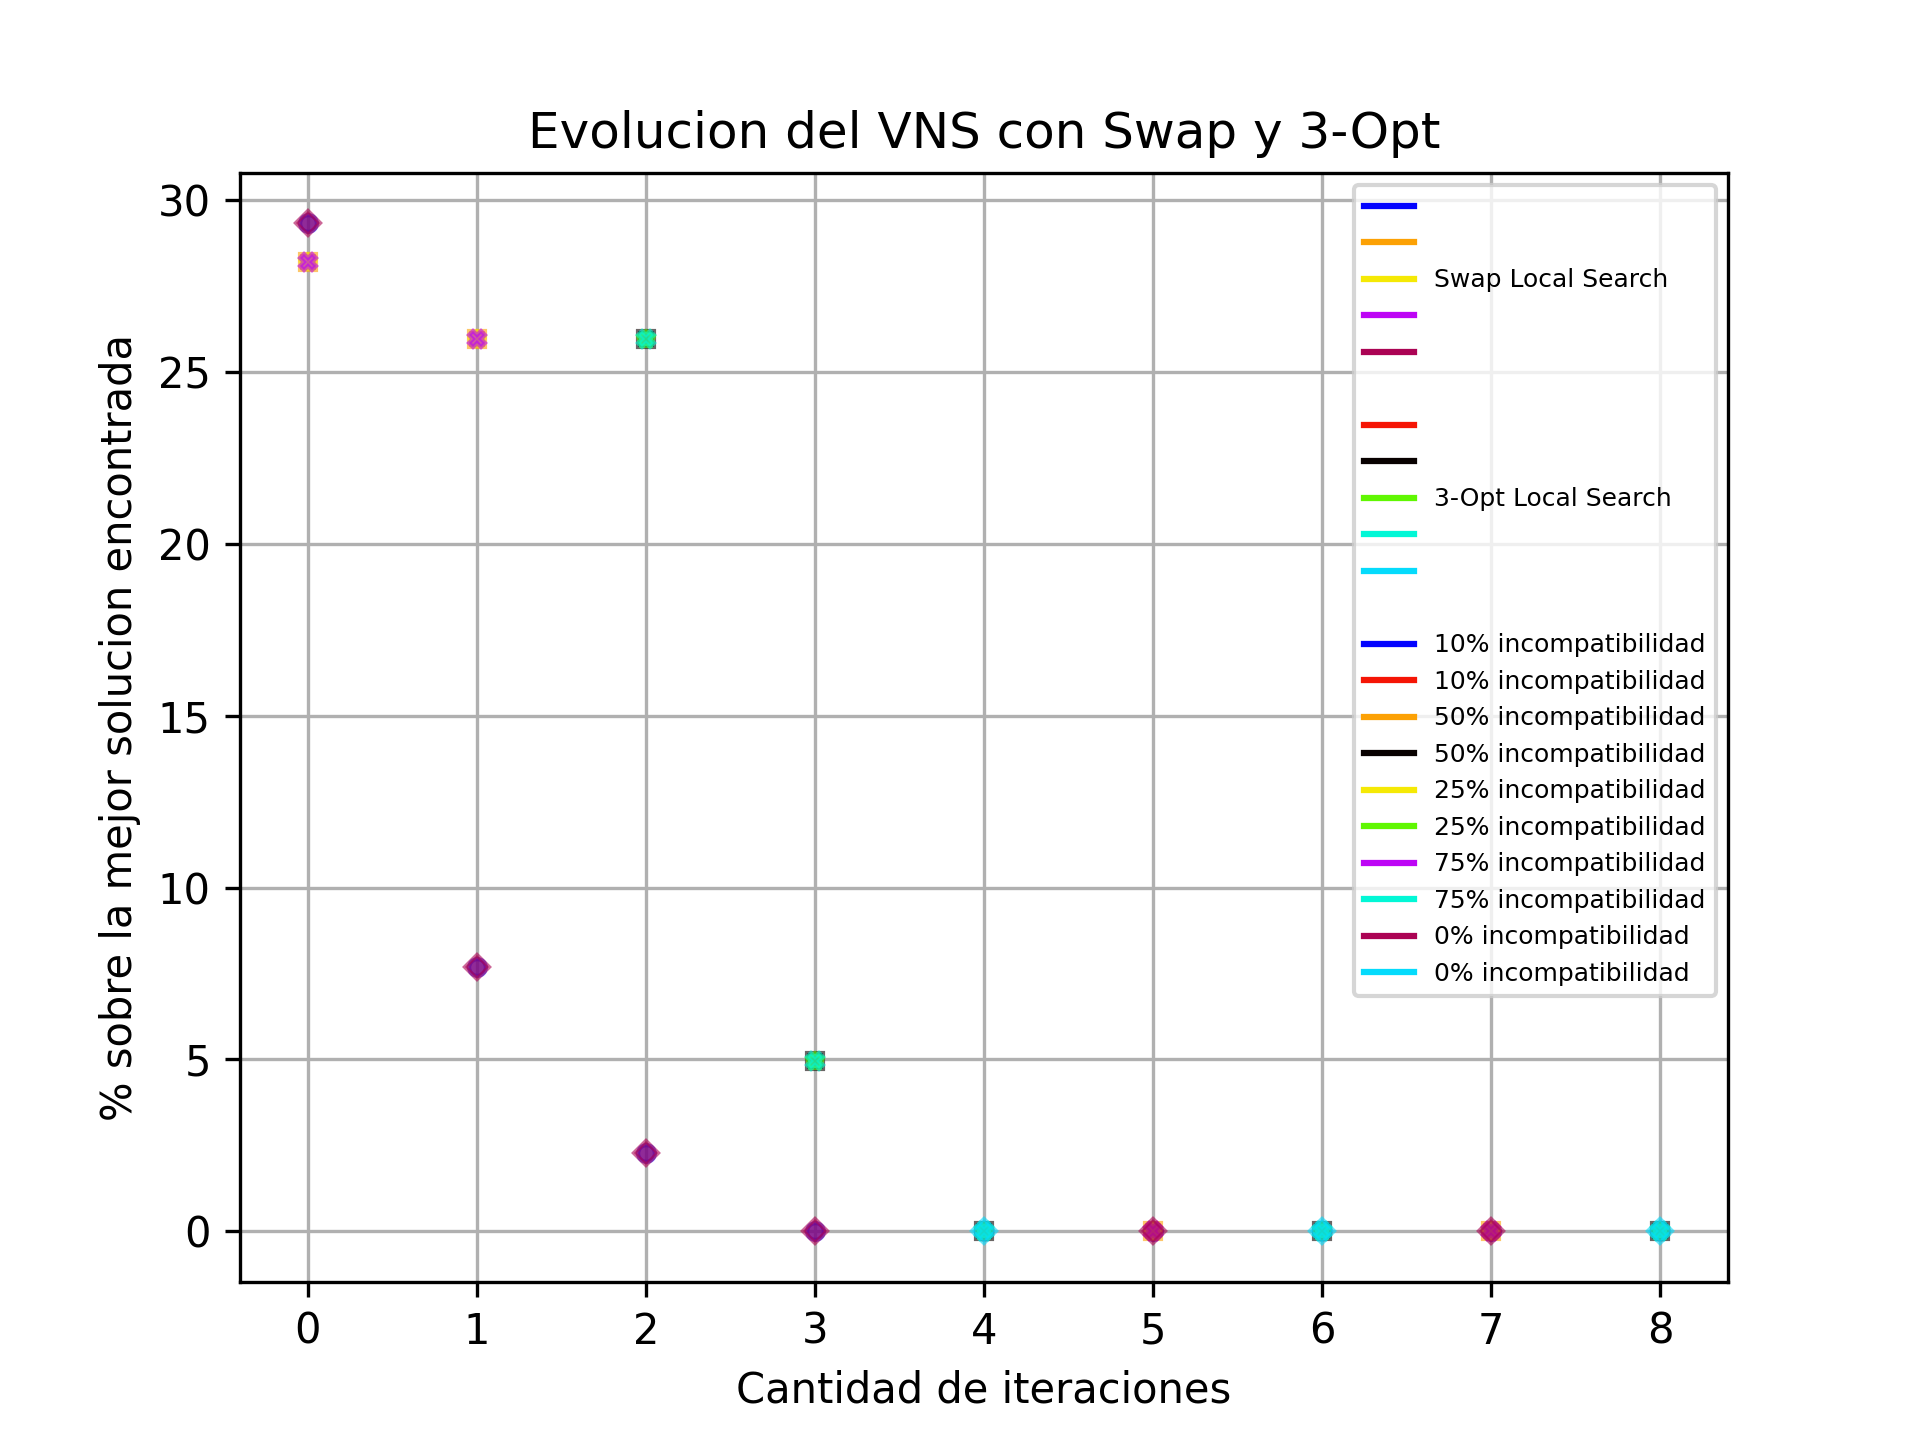 Evolucion del VNS con Swap y 3-Opt
% sobre la mejor solucion encontrada
30
25
20
15
10
5
0
Swap Local Search
3-Opt Local Search
10% incompatibilidad
10% incompatibilidad
50% incompatibilidad
50% incompatibilidad
25% incompatibilidad
25% incompatibilidad
75% incompatibilidad
75% incompatibilidad
0% incompatibilidad
0% incompatibilidad
0 1 2 3 4 5 6 7 8
Cantidad de iteraciones